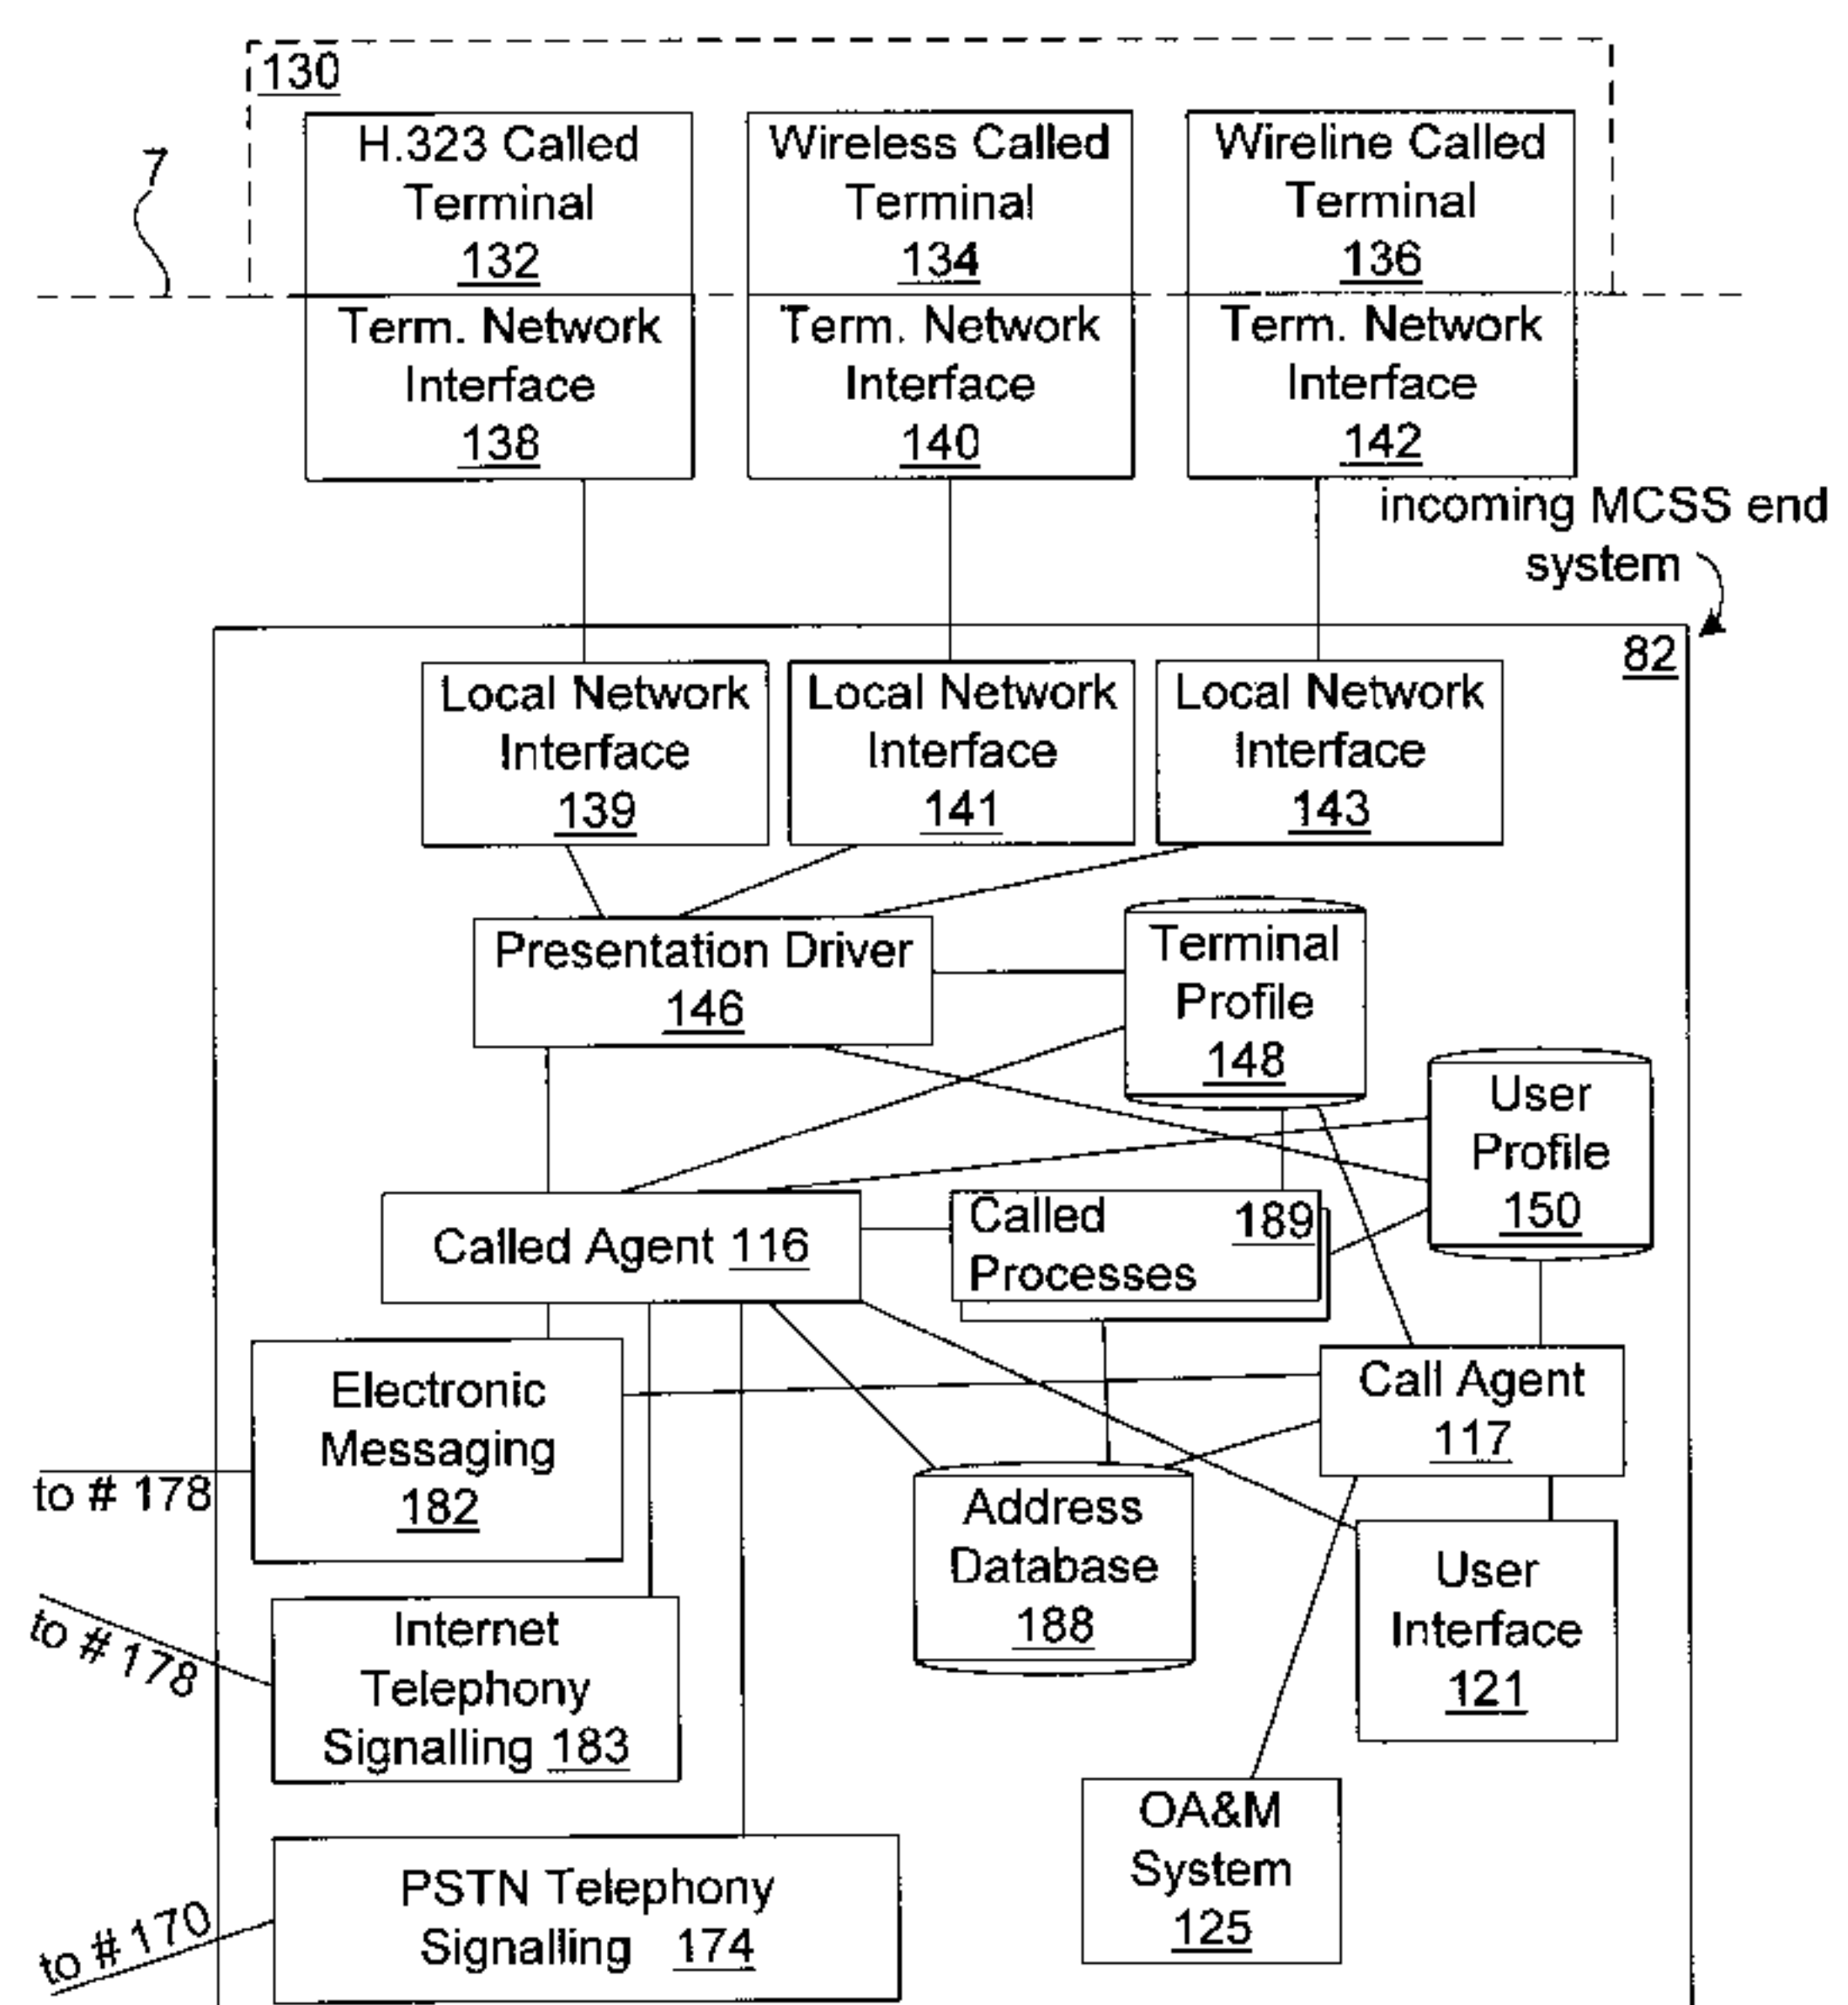 130
7
H.323 Called
Terminal
132
Wireless Called
Terminal
134
Wireline Called
Terminal
136
Term. Network
Interface
138
Term. Network
Interface
140
Term. Network
Interface
142
incoming MCSS end
system
82
Local Network
Interface
139
Local Network
Interface
141
Local Network
Interface
143
Presentation Driver
146
Terminal
Profile
148
User
Profile
150
Called Agent 116
Called 189
Processes
Electronic
Messaging
182
Call Agent
117
to # 178
Address
Database
188
User
Interface
121
to # 178
Internet
Telephony
Signalling 183
OA&M
System
125
PSTN Telephony
Signalling 174
to # 170